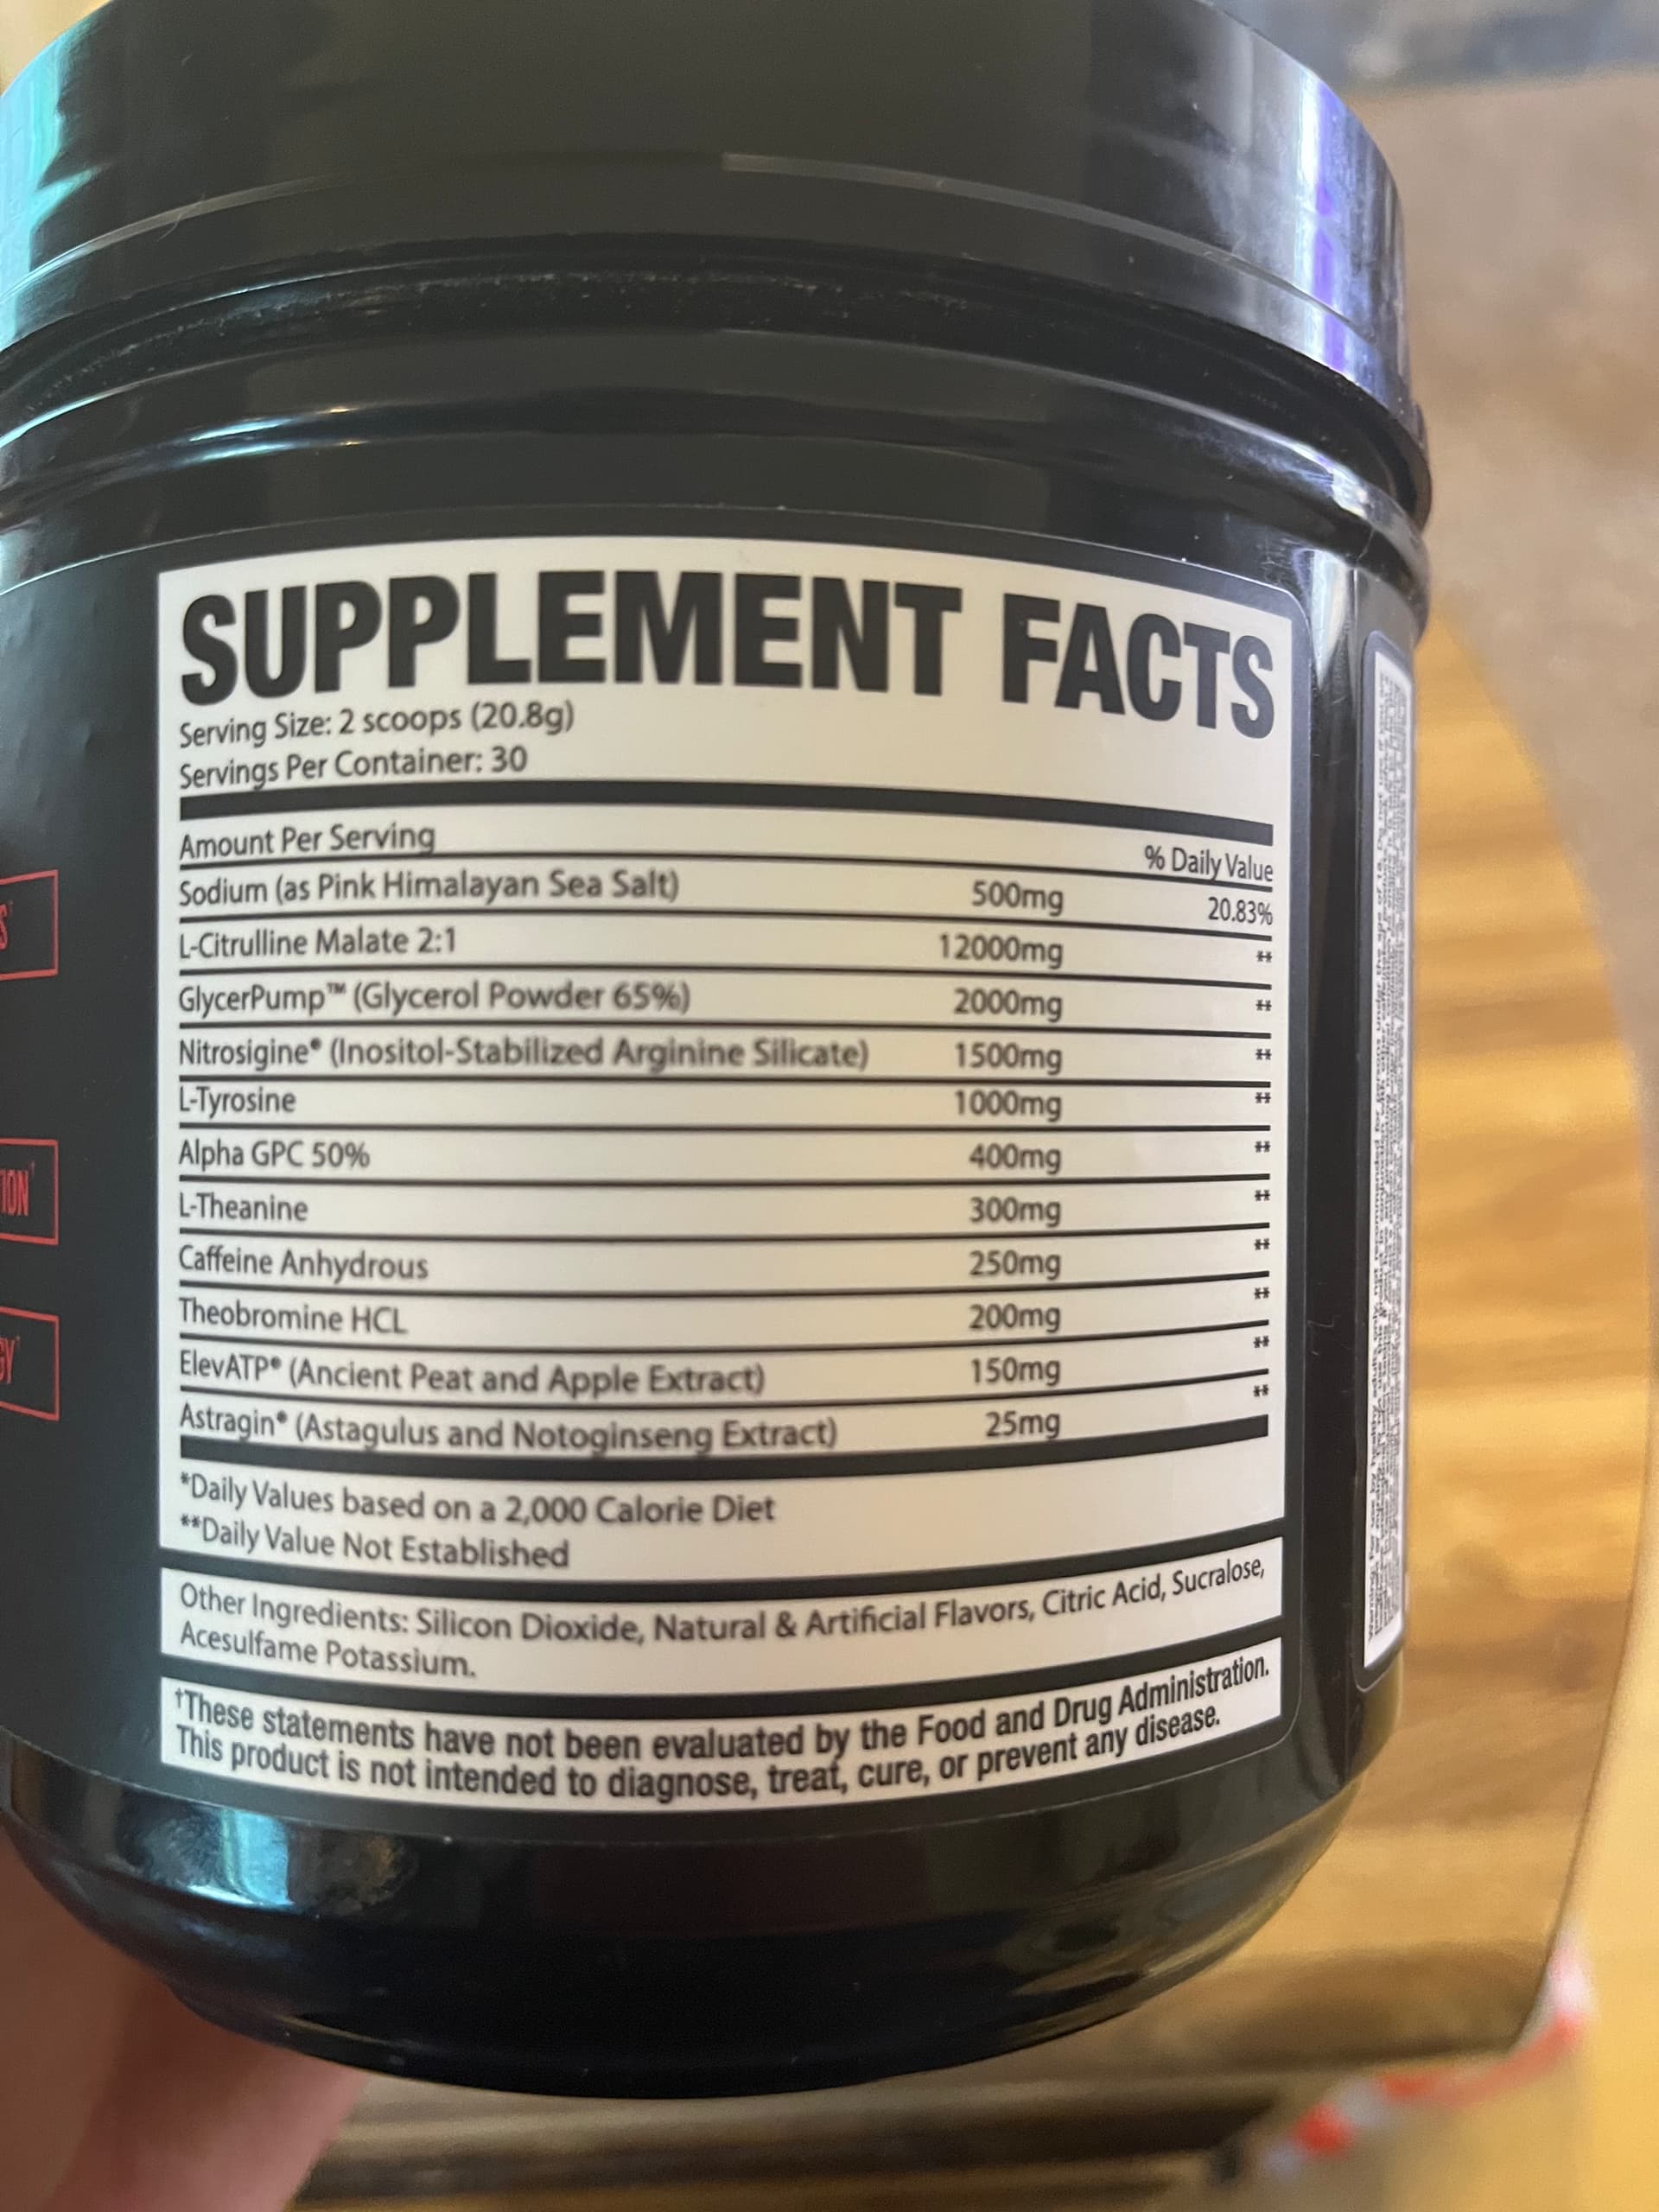 SUPPLEMENT FACTS
Serving Size: 2 scoops (20.8g)
Servings Per Container: 30
Amount Per Serving % Daily Value
Sodium (as Pink Himalayan Sea Salt) 500mg 20.83%
L-Citrulline Malate 2:1 12000mg **
GlycerPump™ (Glycerol Powder 65%) 2000mg **
Nitrosigine® (Inositol-Stabilized Arginine Silicate) 1500mg **
L-Tyrosine 1000mg **
Alpha GPC 50% 400mg **
L-Theanine 300mg **
Caffeine Anhydrous 250mg **
Theobromine HCL 200mg **
ElevATP® (Ancient Peat and Apple Extract) 150mg **
Astragin® (Astagulus and Notoginseng Extract) 25mg **
*Daily Values based on a 2,000 Calorie Diet
**Daily Value Not Established
Other Ingredients: Silicon Dioxide, Natural & Artificial Flavors, Citric Acid, Sucralose,
Acesulfame Potassium.
†These statements have not been evaluated by the Food and Drug Administration.
This product is not intended to diagnose, treat, cure, or prevent any disease.